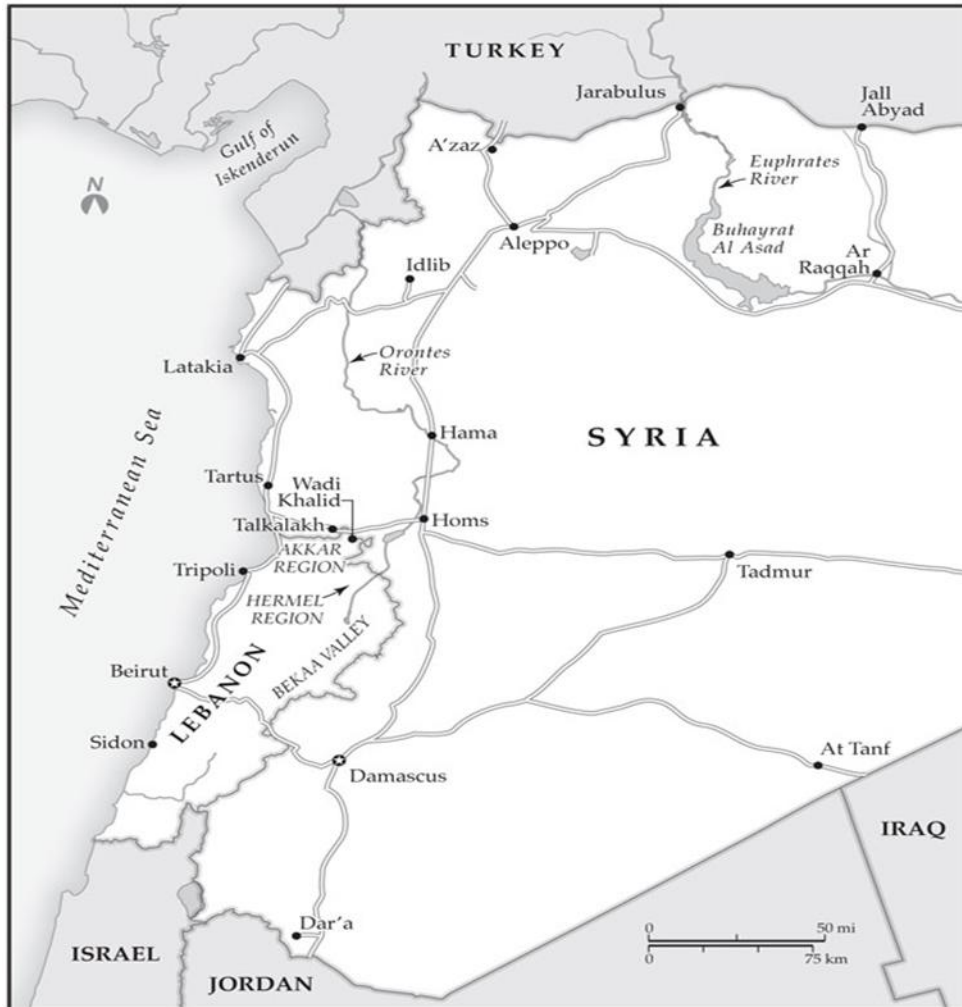 TURKEY
Jarabulus
Jall
Abyad
Gulf of
Iskenderun
A'zaz
Euphrates
River
N
Buhayrat
Al Asad
Aleppo
Ar
Raqqah
Idlib
Orontes
River
Latakia
Mediterranean Sea
Hama
SYRIA
Tartus
Wadi
Khalid
Talkalakh
Homs
AKKAR
REGION
Tripoli
Tadmur
HERMEL
REGION
BEKAA VALLEY
Beirut
LEBANON
Sidon
Damascus
At Tanf
IRAQ
Dar'a
0 50 mi
0 75 km
ISRAEL
JORDAN